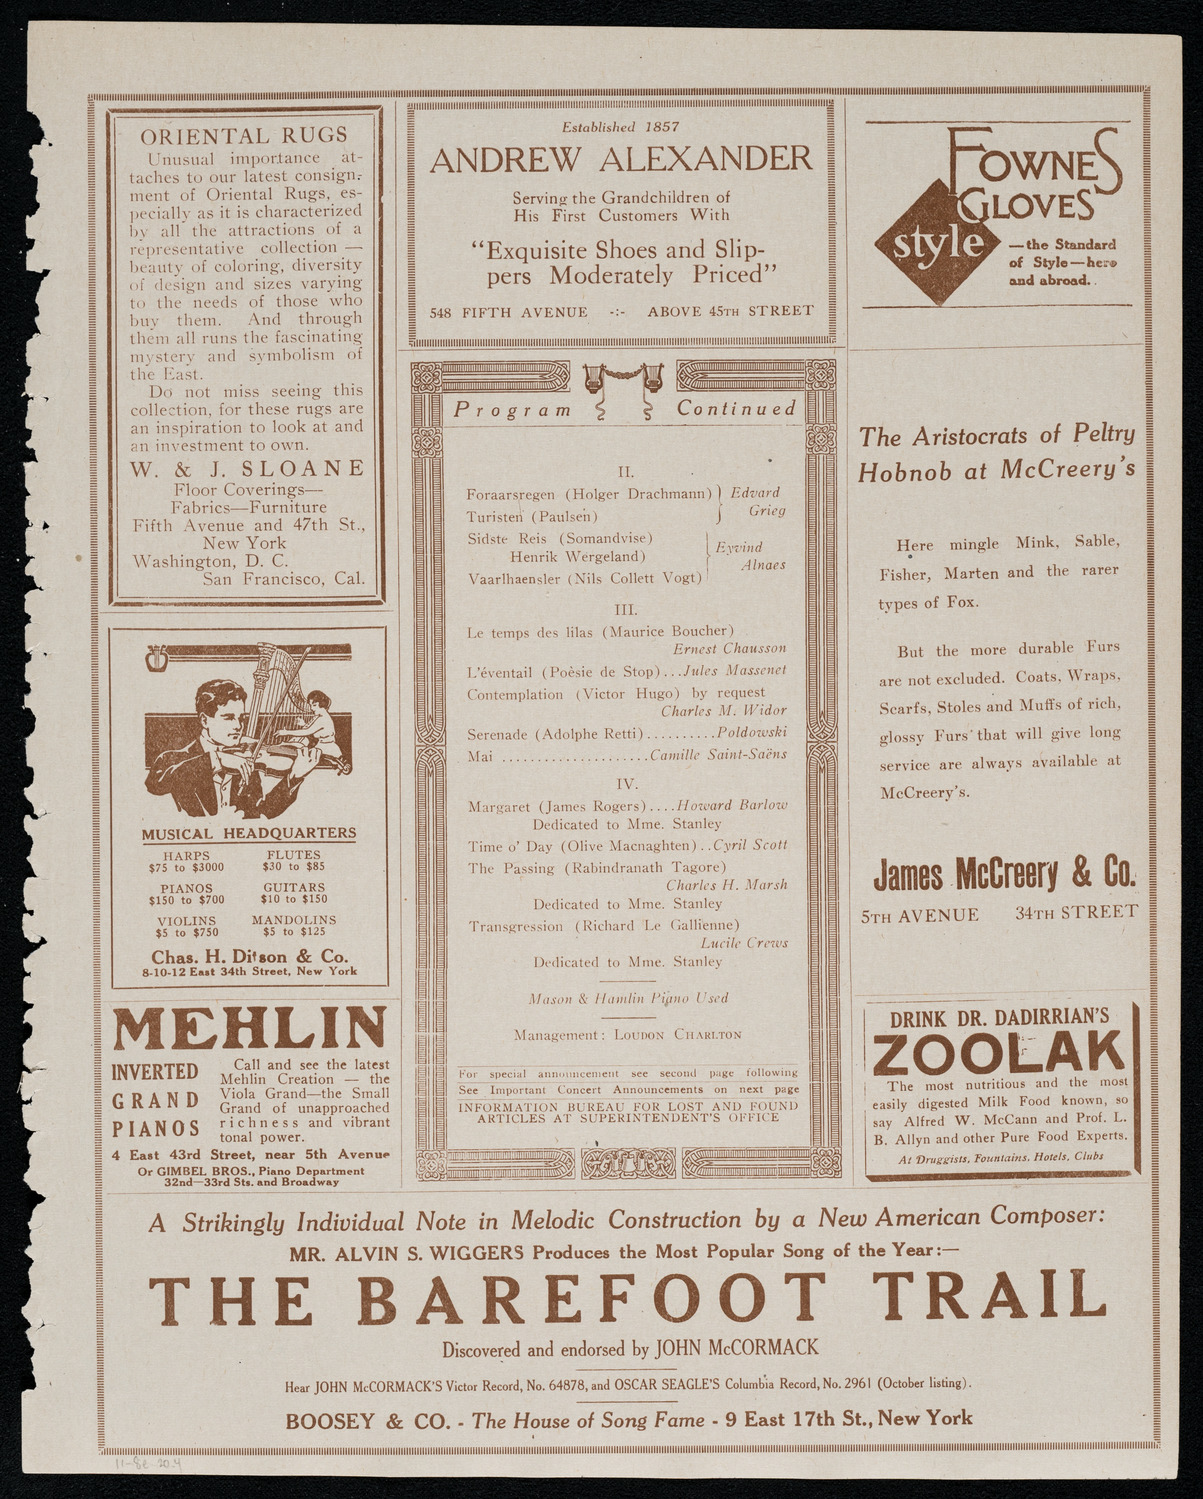 ORIENTAL RUGS
Unusual importance at-
taches to our latest consign-
ment of Oriental Rugs, es-
pecially as it is characterized
by all the attractions of a
representative collection —
beauty of coloring, diversity
of design and sizes varying
to the needs of those who
buy them. And through
them all runs the fascinating
mystery and symbolism of
the East.
Do not miss seeing this
collection, for these rugs are
an inspiration to look at and
an investment to own.
W. & J. SLOANE
Floor Coverings—
Fabrics—Furniture
Fifth Avenue and 47th St.,
New York
Washington, D. C.
San Francisco, Cal.
MUSICAL HEADQUARTERS
HARPS FLUTES
$75 to $3000 $30 to $85
PIANOS GUITARS
$150 to $700 $10 to $150
VIOLINS MANDOLINS
$5 to $750 $5 to $125
Chas. H. Ditson & Co.
8-10-12 East 34th Street, New York
MEHLIN
INVERTED
GRAND
PIANOS
Call and see the latest
Mehlin Creation — the
Viola Grand—the Small
Grand of unapproached
richness and vibrant
tonal power.
4 East 43rd Street, near 5th Avenue
Or GIMBEL BROS., Piano Department
32nd—33rd Sts. and Broadway
Established 1857
ANDREW ALEXANDER
Serving the Grandchildren of
His First Customers With
"Exquisite Shoes and Slip-
pers Moderately Priced"
548 FIFTH AVENUE -:- ABOVE 45TH STREET
Program Continued
II.
Foraarsregen (Holger Drachmann) } Edvard
Turisten (Paulsen) } Grieg
Sidste Reis (Somandvise)
Henrik Wergeland) } Eyvind
Vaarlhaensler (Nils Collett Vogt) } Alnaes
III.
Le temps des lilas (Maurice Boucher)
Ernest Chausson
L'éventail (Poèsie de Stop)...Jules Massenet
Contemplation (Victor Hugo) by request
Charles M. Widor
Serenade (Adolphe Retti)..........Poldowski
Mai .....................Camille Saint-Saëns
IV.
Margaret (James Rogers)....Howard Barlow
Dedicated to Mme. Stanley
Time o' Day (Olive Macnaghten)..Cyril Scott
The Passing (Rabindranath Tagore)
Charles H. Marsh
Dedicated to Mme. Stanley
Transgression (Richard Le Gallienne)
Lucile Crews
Dedicated to Mme. Stanley
Mason & Hamlin Piano Used
Management: LOUDON CHARLTON
For special announcement see second page following
See Important Concert Announcements on next page
INFORMATION BUREAU FOR LOST AND FOUND
ARTICLES AT SUPERINTENDENT'S OFFICE
FOWNES
GLOVES
style
—the Standard
of Style—here
and abroad.
The Aristocrats of Peltry
Hobnob at McCreery's
Here mingle Mink, Sable,
Fisher, Marten and the rarer
types of Fox.
But the more durable Furs
are not excluded. Coats, Wraps,
Scarfs, Stoles and Muffs of rich,
glossy Furs that will give long
service are always available at
McCreery's.
James McCreery & Co.
5TH AVENUE 34TH STREET
DRINK DR. DADIRRIAN'S
ZOOLAK
The most nutritious and the most
easily digested Milk Food known, so
say Alfred W. McCann and Prof. L.
B. Allyn and other Pure Food Experts.
At Druggists, Fountains, Hotels, Clubs
A Strikingly Individual Note in Melodic Construction by a New American Composer:
MR. ALVIN S. WIGGERS Produces the Most Popular Song of the Year:—
THE BAREFOOT TRAIL
Discovered and endorsed by JOHN McCORMACK
Hear JOHN McCORMACK'S Victor Record, No. 64878, and OSCAR SEAGLE'S Columbia Record, No. 2961 (October listing).
BOOSEY & CO. - The House of Song Fame - 9 East 17th St., New York